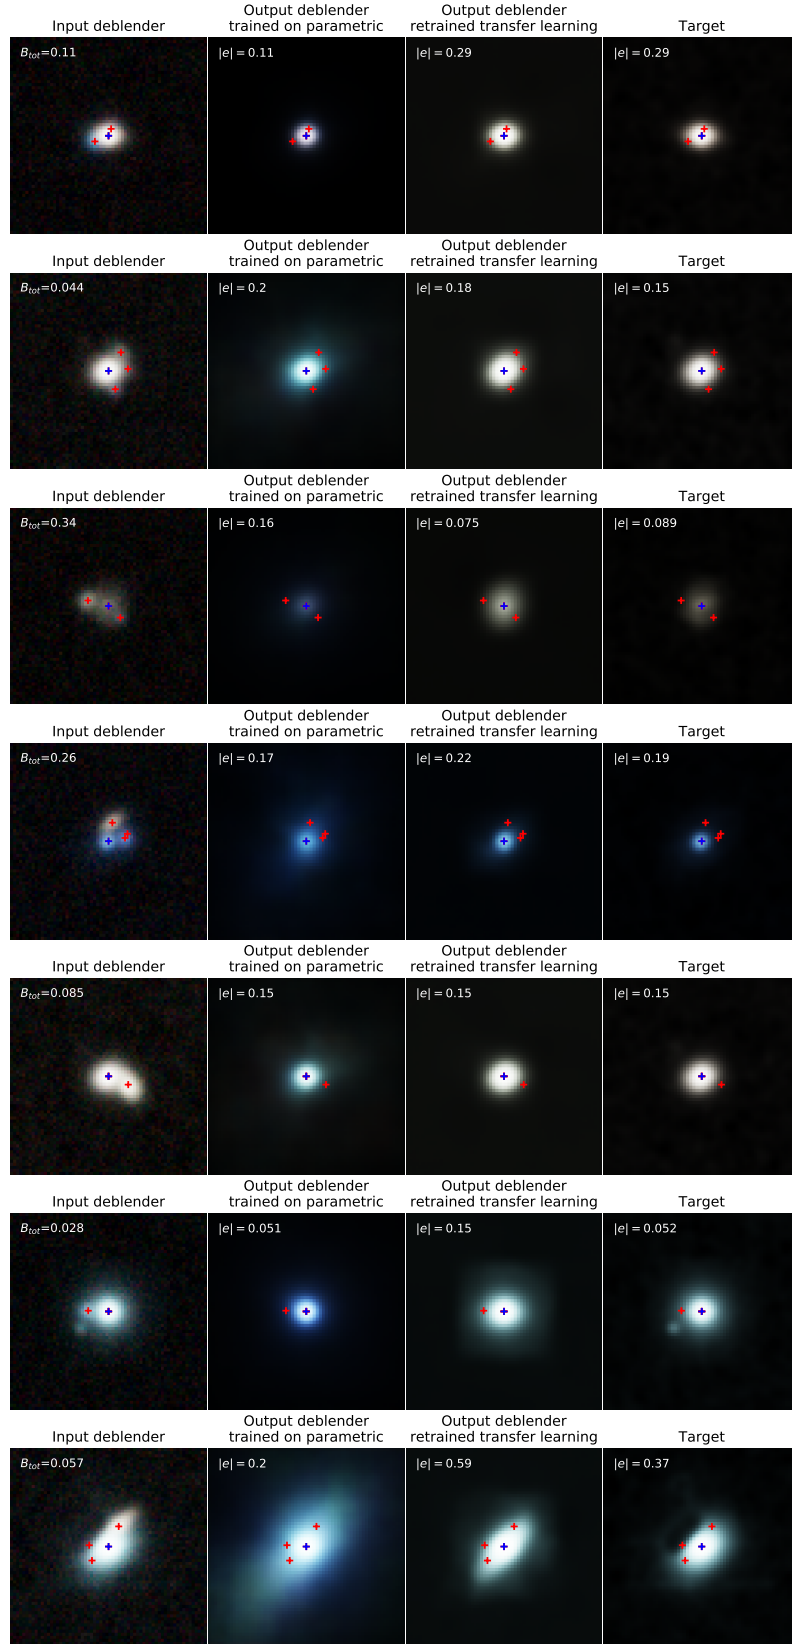 Input deblender
Output deblender
trained on parametric
Output deblender
retrained transfer learning
Target
B_tot=0.11
|e| = 0.11
|e| = 0.29
|e| = 0.29
Input deblender
Output deblender
trained on parametric
Output deblender
retrained transfer learning
Target
B_tot=0.044
|e| = 0.2
|e| = 0.18
|e| = 0.15
Input deblender
Output deblender
trained on parametric
Output deblender
retrained transfer learning
Target
B_tot=0.34
|e| = 0.16
|e| = 0.075
|e| = 0.089
Input deblender
Output deblender
trained on parametric
Output deblender
retrained transfer learning
Target
B_tot=0.26
|e| = 0.17
|e| = 0.22
|e| = 0.19
Input deblender
Output deblender
trained on parametric
Output deblender
retrained transfer learning
Target
B_tot=0.085
|e| = 0.15
|e| = 0.15
|e| = 0.15
Input deblender
Output deblender
trained on parametric
Output deblender
retrained transfer learning
Target
B_tot=0.028
|e| = 0.051
|e| = 0.15
|e| = 0.052
Input deblender
Output deblender
trained on parametric
Output deblender
retrained transfer learning
Target
B_tot=0.057
|e| = 0.2
|e| = 0.59
|e| = 0.37